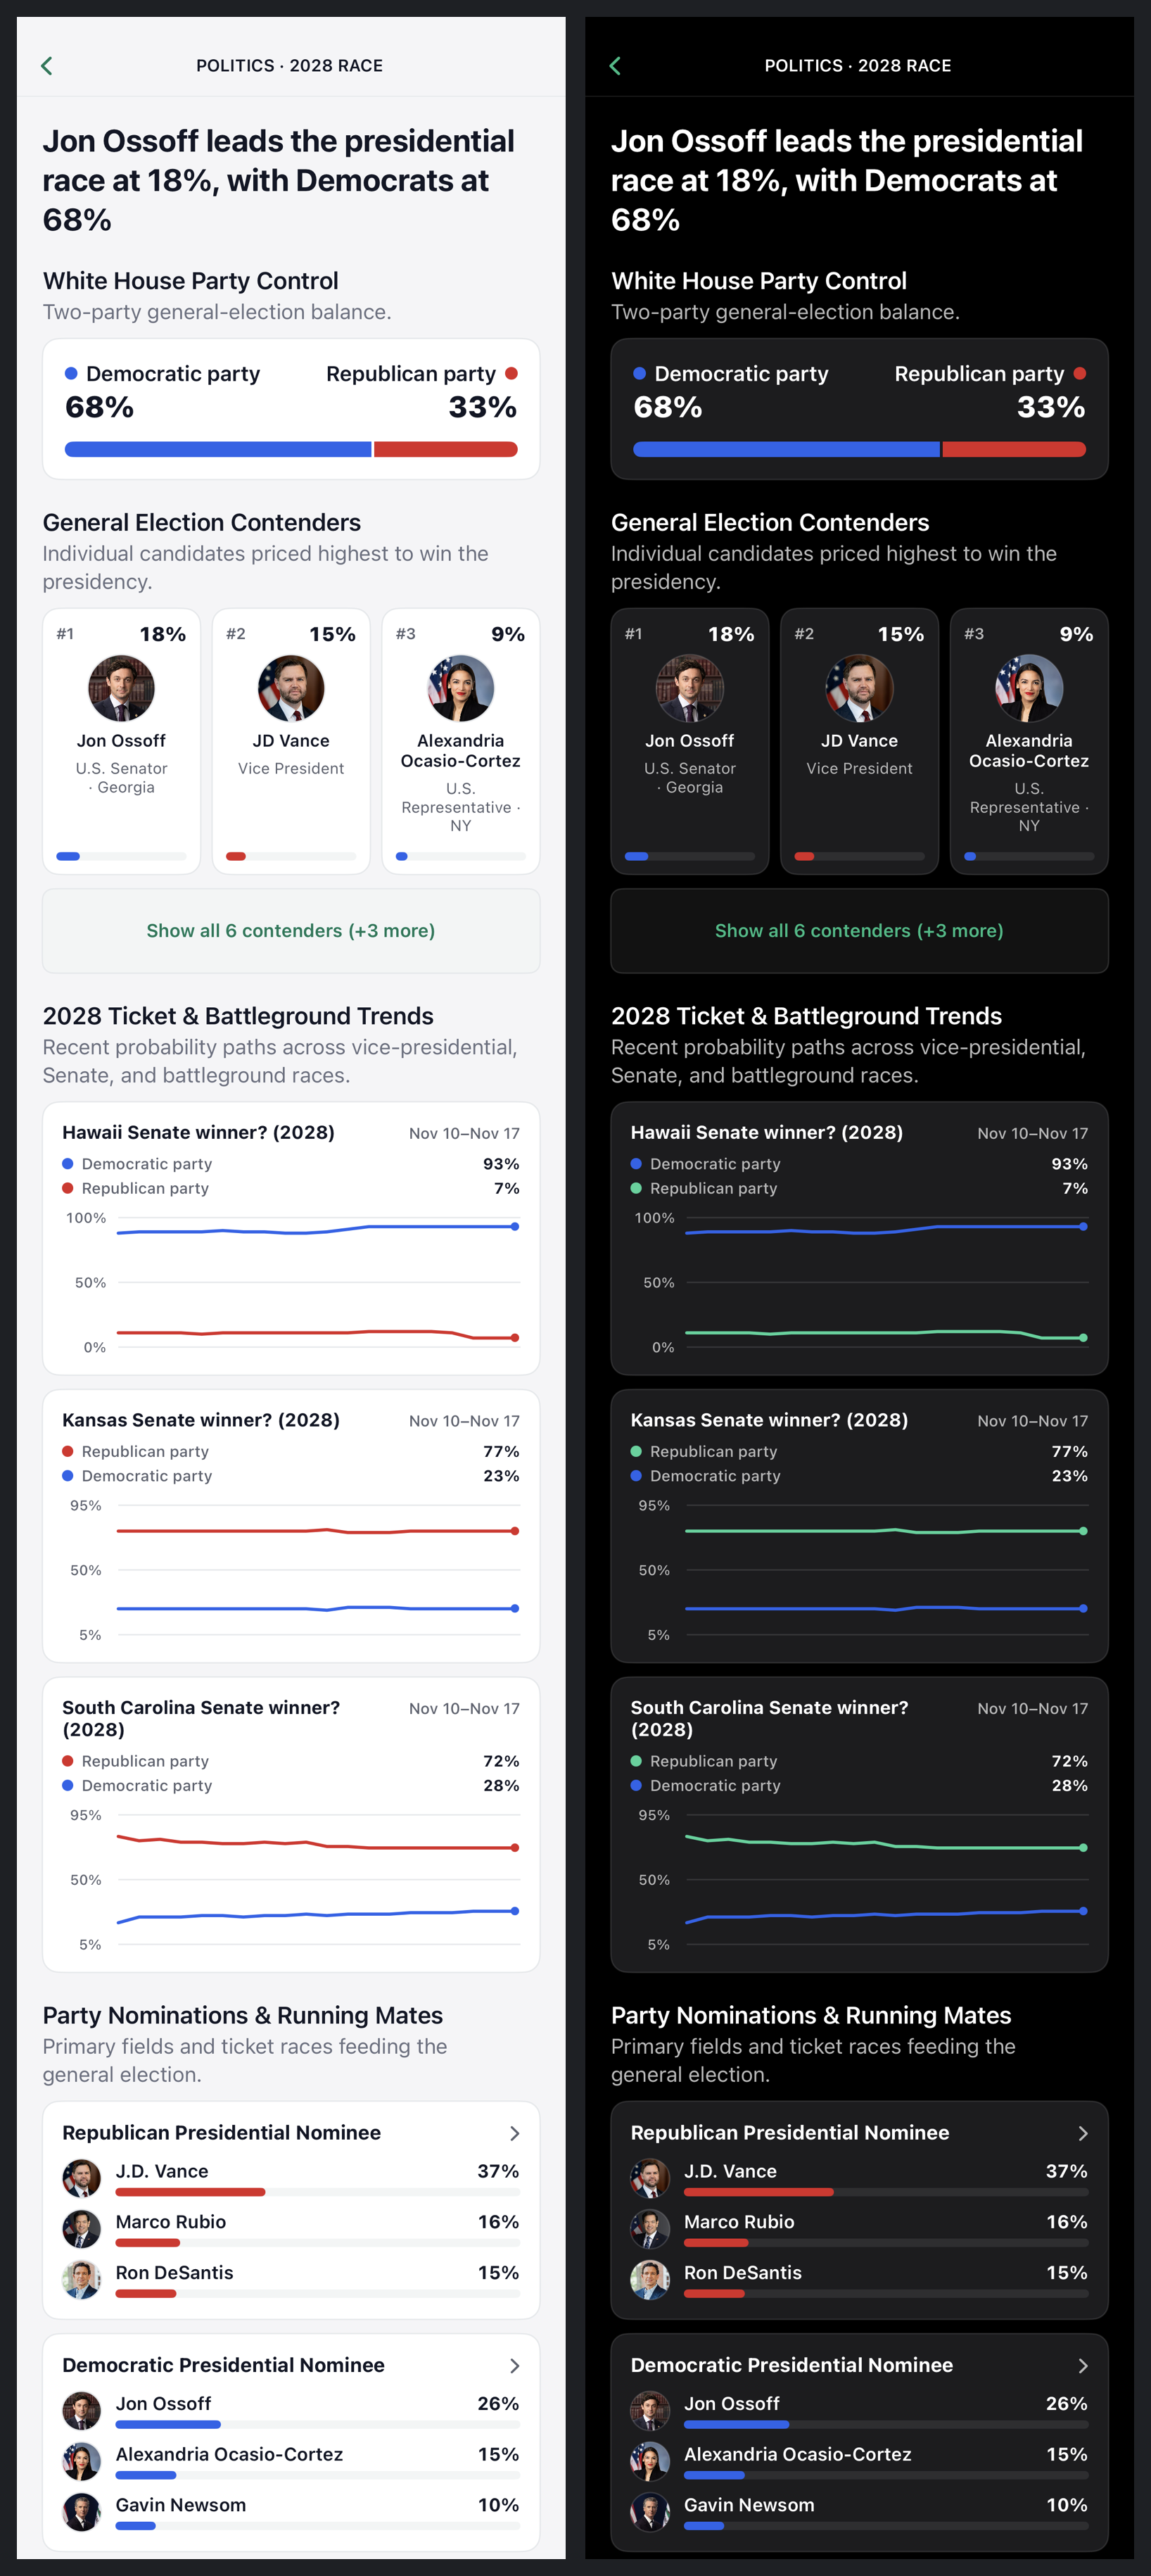 POLITICS · 2028 RACE
Jon Ossoff leads the presidential
race at 18%, with Democrats at
68%
White House Party Control
Two-party general-election balance.
Democratic party Republican party
68% 33%
General Election Contenders
Individual candidates priced highest to win the
presidency.
#1 18%
Jon Ossoff
U.S. Senator
· Georgia
#2 15%
JD Vance
Vice President
#3 9%
Alexandria
Ocasio-Cortez
U.S.
Representative ·
NY
Show all 6 contenders (+3 more)
2028 Ticket & Battleground Trends
Recent probability paths across vice-presidential,
Senate, and battleground races.
Hawaii Senate winner? (2028) Nov 10–Nov 17
Democratic party 93%
Republican party 7%
100%
50%
0%
Kansas Senate winner? (2028) Nov 10–Nov 17
Republican party 77%
Democratic party 23%
95%
50%
5%
South Carolina Senate winner? Nov 10–Nov 17
(2028)
Republican party 72%
Democratic party 28%
95%
50%
5%
Party Nominations & Running Mates
Primary fields and ticket races feeding the
general election.
Republican Presidential Nominee
J.D. Vance 37%
Marco Rubio 16%
Ron DeSantis 15%
Democratic Presidential Nominee
Jon Ossoff 26%
Alexandria Ocasio-Cortez 15%
Gavin Newsom 10%
POLITICS · 2028 RACE
Jon Ossoff leads the presidential
race at 18%, with Democrats at
68%
White House Party Control
Two-party general-election balance.
Democratic party Republican party
68% 33%
General Election Contenders
Individual candidates priced highest to win the
presidency.
#1 18%
Jon Ossoff
U.S. Senator
· Georgia
#2 15%
JD Vance
Vice President
#3 9%
Alexandria
Ocasio-Cortez
U.S.
Representative ·
NY
Show all 6 contenders (+3 more)
2028 Ticket & Battleground Trends
Recent probability paths across vice-presidential,
Senate, and battleground races.
Hawaii Senate winner? (2028) Nov 10–Nov 17
Democratic party 93%
Republican party 7%
100%
50%
0%
Kansas Senate winner? (2028) Nov 10–Nov 17
Republican party 77%
Democratic party 23%
95%
50%
5%
South Carolina Senate winner? Nov 10–Nov 17
(2028)
Republican party 72%
Democratic party 28%
95%
50%
5%
Party Nominations & Running Mates
Primary fields and ticket races feeding the
general election.
Republican Presidential Nominee
J.D. Vance 37%
Marco Rubio 16%
Ron DeSantis 15%
Democratic Presidential Nominee
Jon Ossoff 26%
Alexandria Ocasio-Cortez 15%
Gavin Newsom 10%